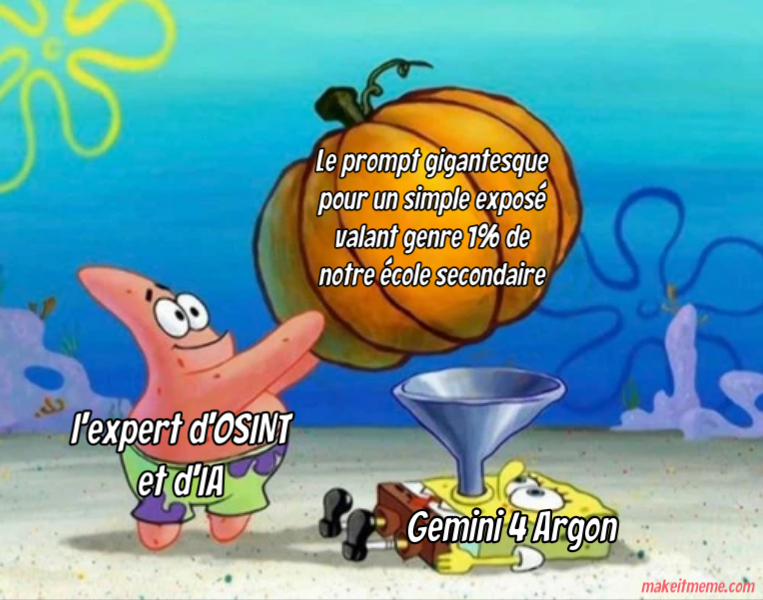 Le prompt gigantesque
pour un simple exposé
valant genre 1% de
notre école secondaire
l'expert d'OSINT
et d'IA
Gemini 4 Argon
makeitmeme.com